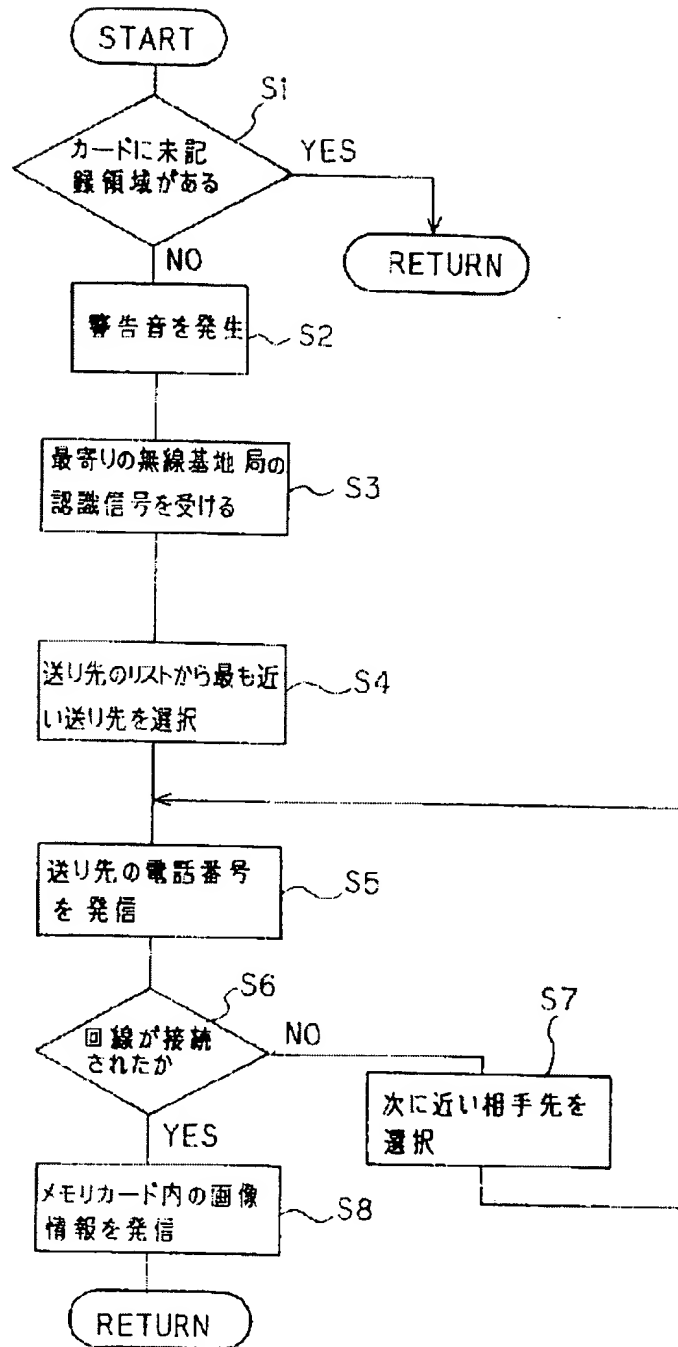 START
S1
カードに未記
録領域がある
YES
RETURN
NO
警告音を発生
S2
最寄りの無線基地局の
認識信号を受ける
S3
送り先のリストから最も近
い送り先を選択
S4
送り先の電話番号
を発信
S5
S6
回線が接続
されたか
NO
S7
次に近い相手先を
選択
YES
メモリカード内の画像
情報を発信
S8
RETURN